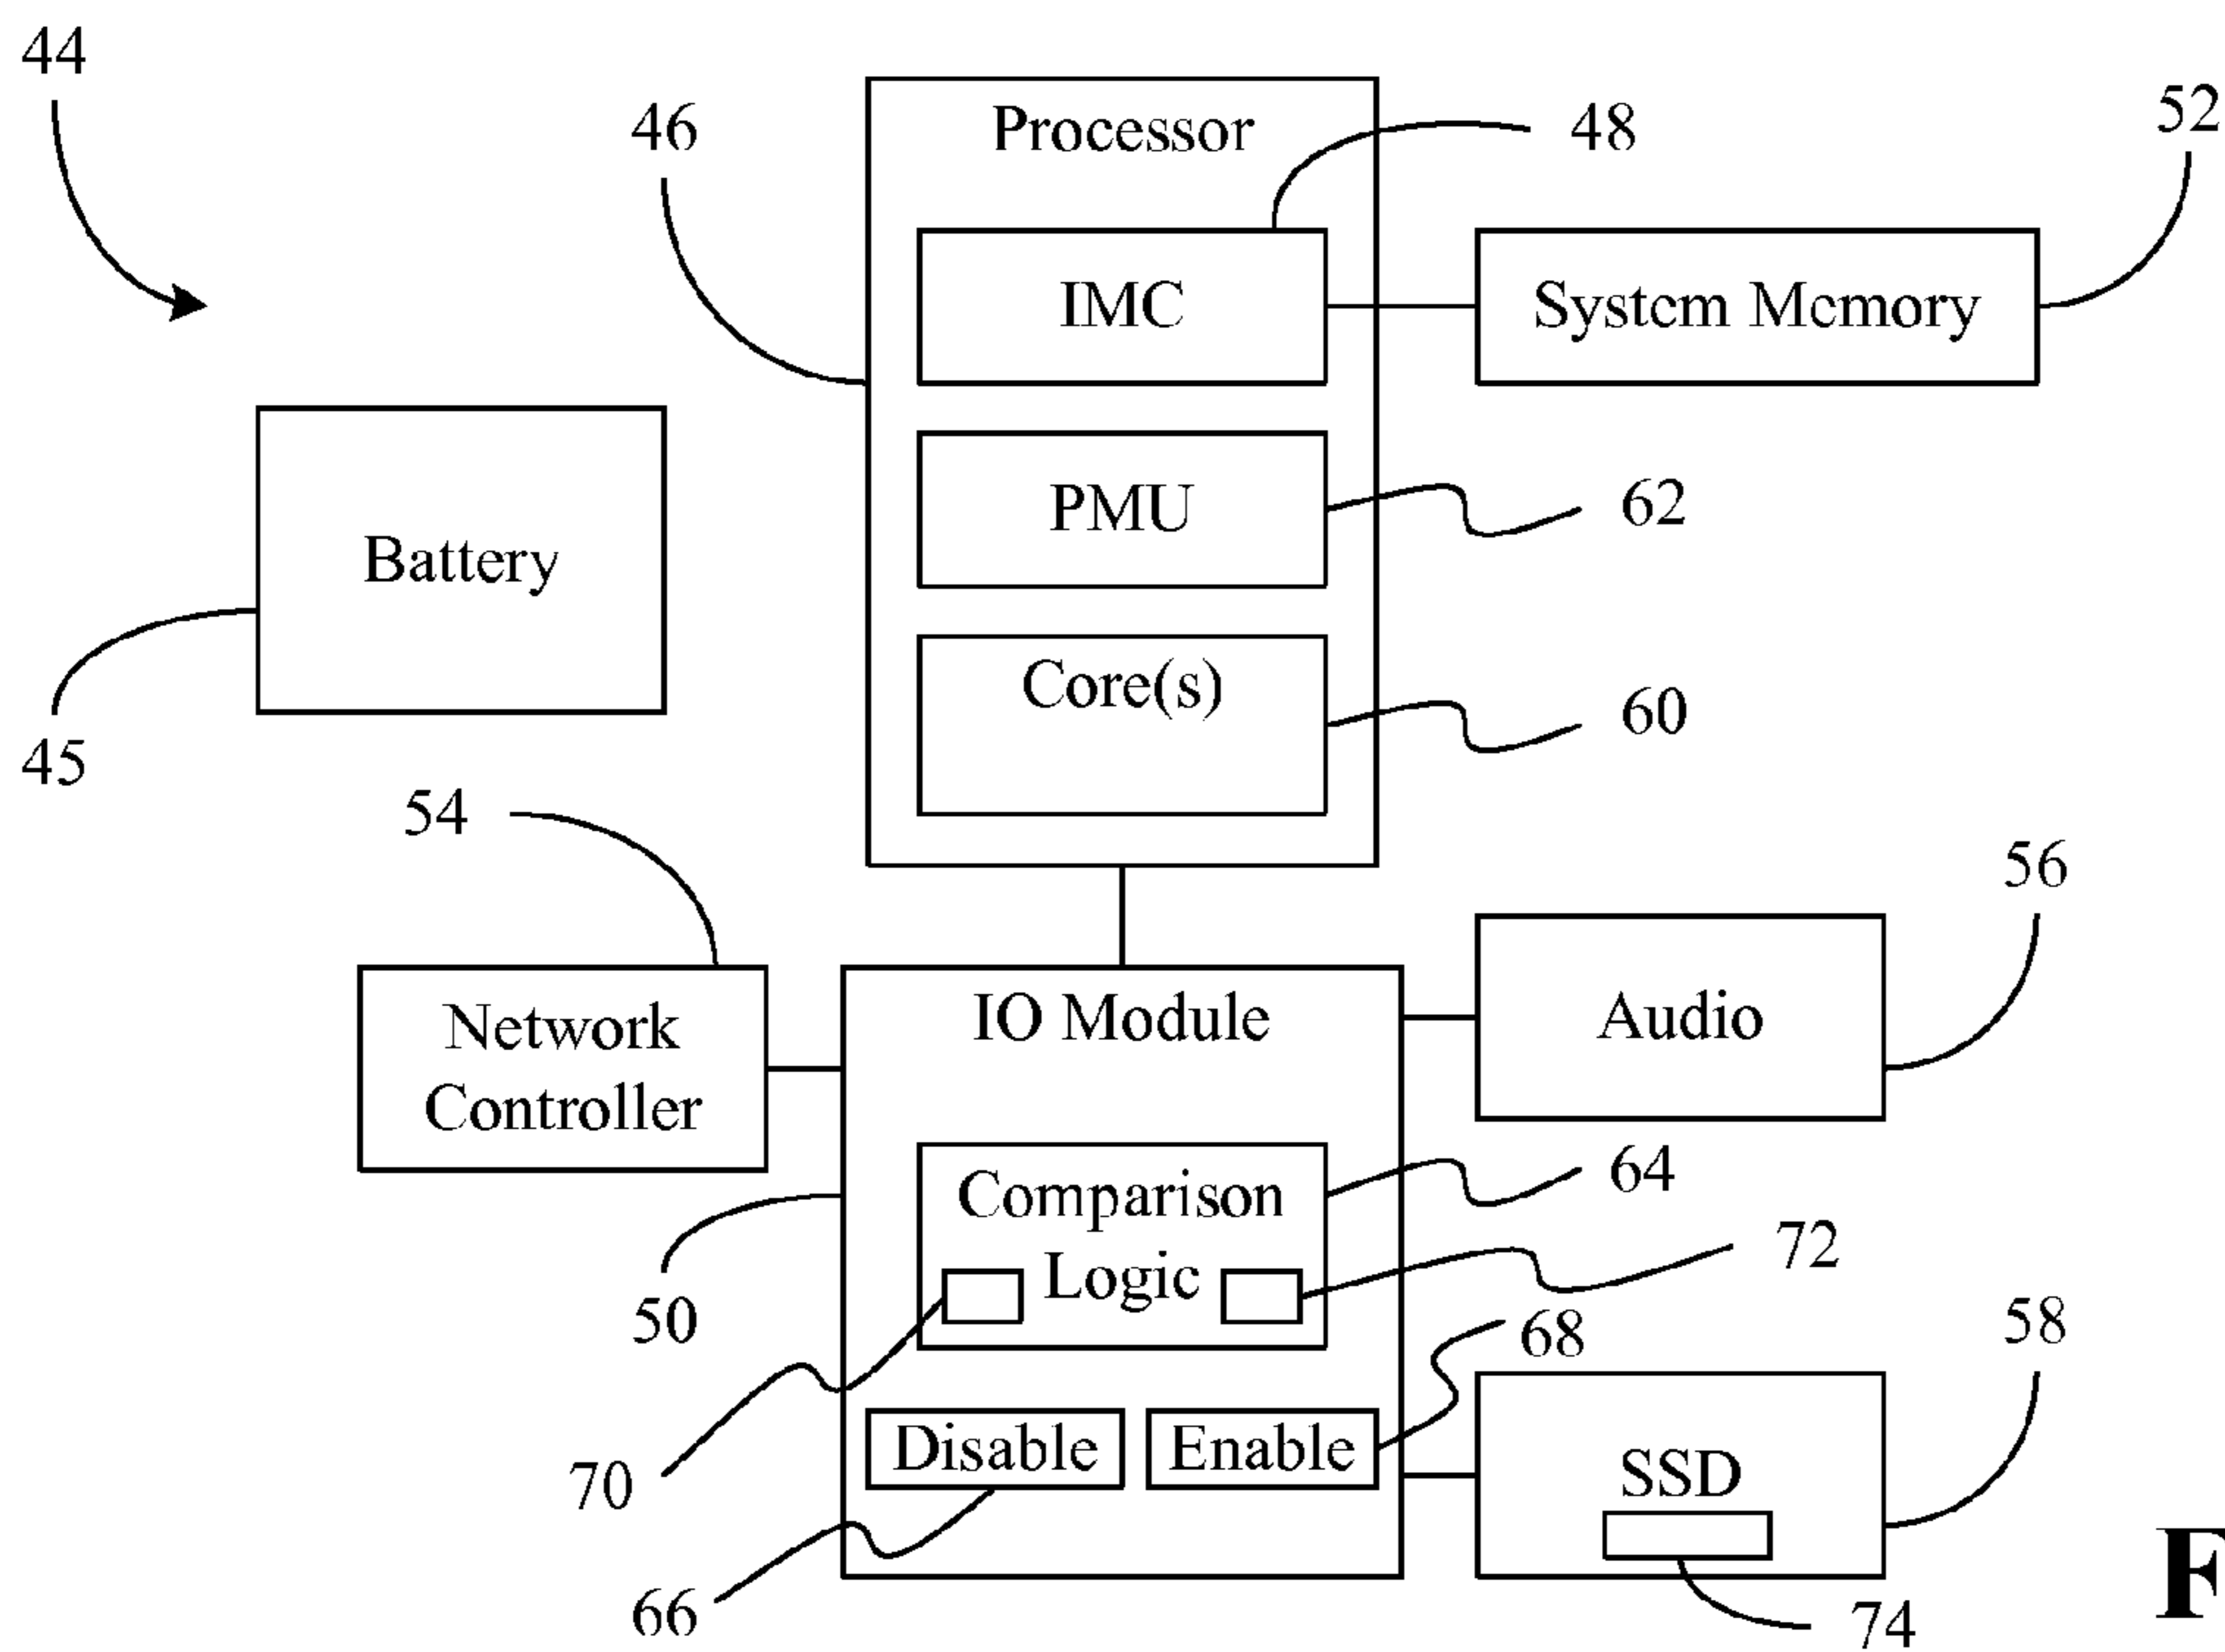 44
46
Processor
48
52
IMC
System Memory
PMU
62
Battery
Core(s)
60
45
54
56
Network
Controller
IO Module
Audio
Comparison
Logic
64
72
50
68
58
70
Disable
Enable
SSD
66
74
F